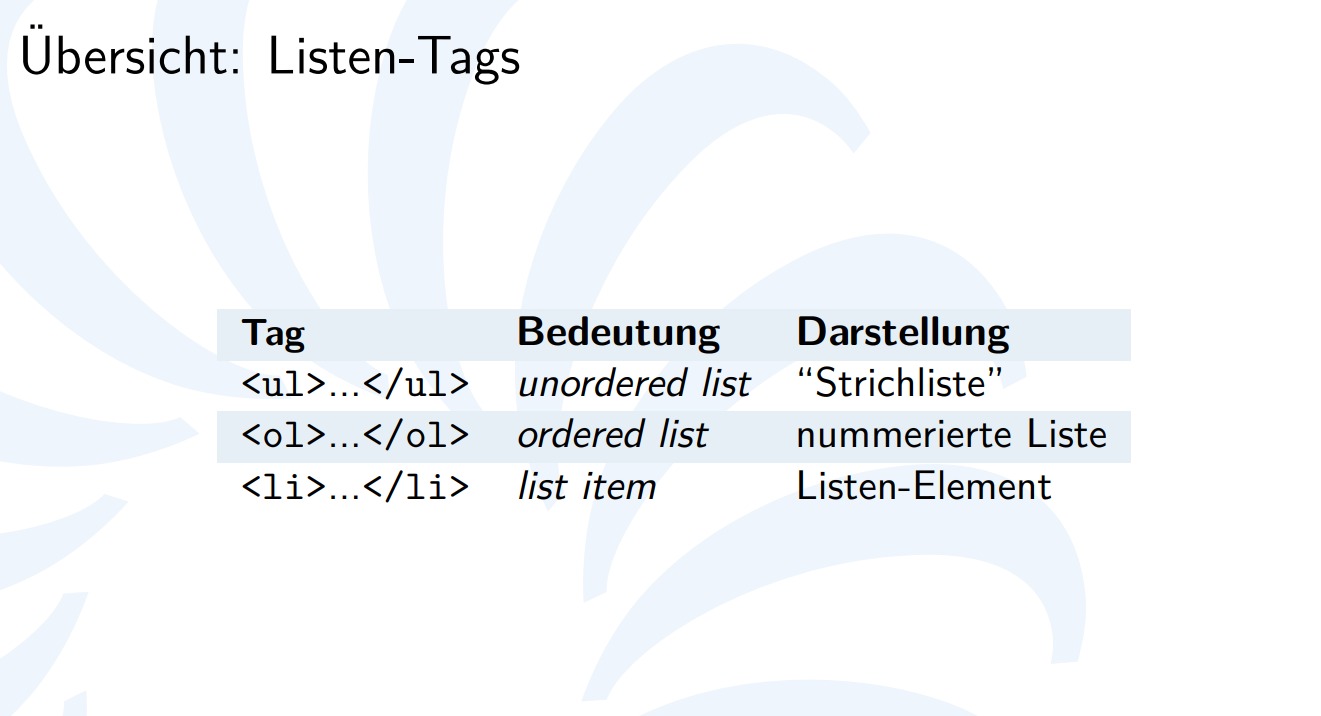 Übersicht: Listen-Tags
Tag Bedeutung Darstellung
<ul>...</ul> unordered list “Strichliste”
<ol>...</ol> ordered list nummerierte Liste
<li>...</li> list item Listen-Element